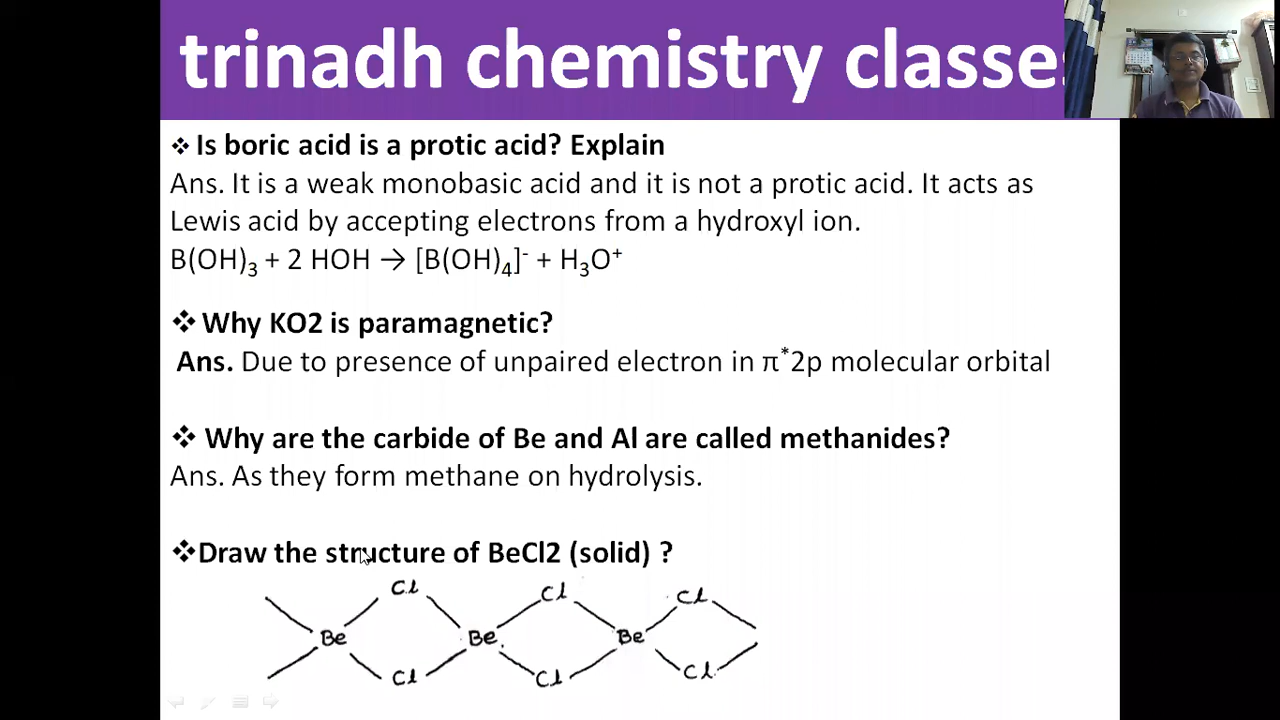 trinadh chemistry classes
❖ Is boric acid is a protic acid? Explain
Ans. It is a weak monobasic acid and it is not a protic acid. It acts as
Lewis acid by accepting electrons from a hydroxyl ion.
B(OH)₃ + 2 HOH → [B(OH)₄]⁻ + H₃O⁺
❖ Why KO2 is paramagnetic?
Ans. Due to presence of unpaired electron in π*2p molecular orbital
❖ Why are the carbide of Be and Al are called methanides?
Ans. As they form methane on hydrolysis.
❖Draw the structure of BeCl2 (solid) ?
Cl Cl Cl
Be Be Be
Cl Cl Cl